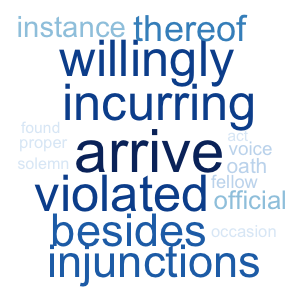 instance thereof
willingly
incurring
found
proper
solemn
arrive
act
voice
oath
fellow
violated
official
besides
occasion
injunctions